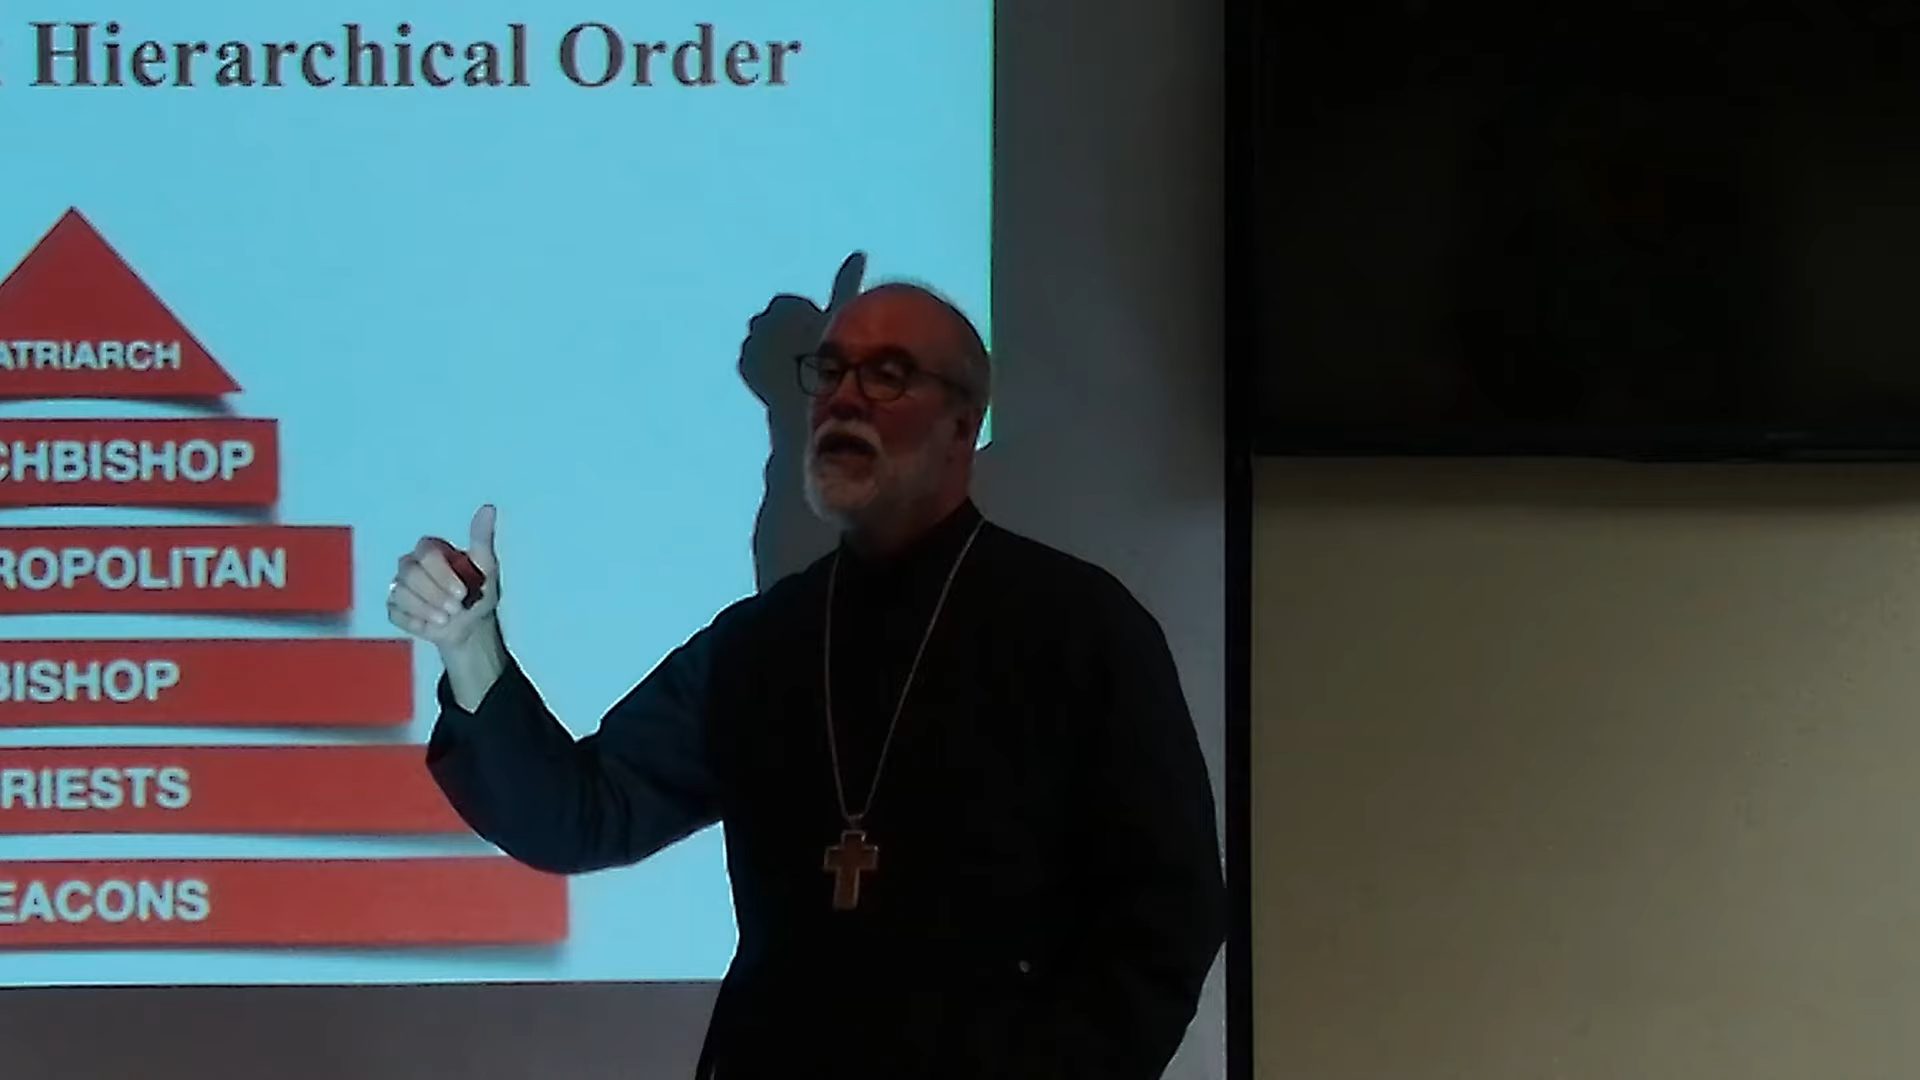 Hierarchical Order
ATRIARCH
CHBISHOP
ROPOLITAN
BISHOP
RIESTS
EACONS